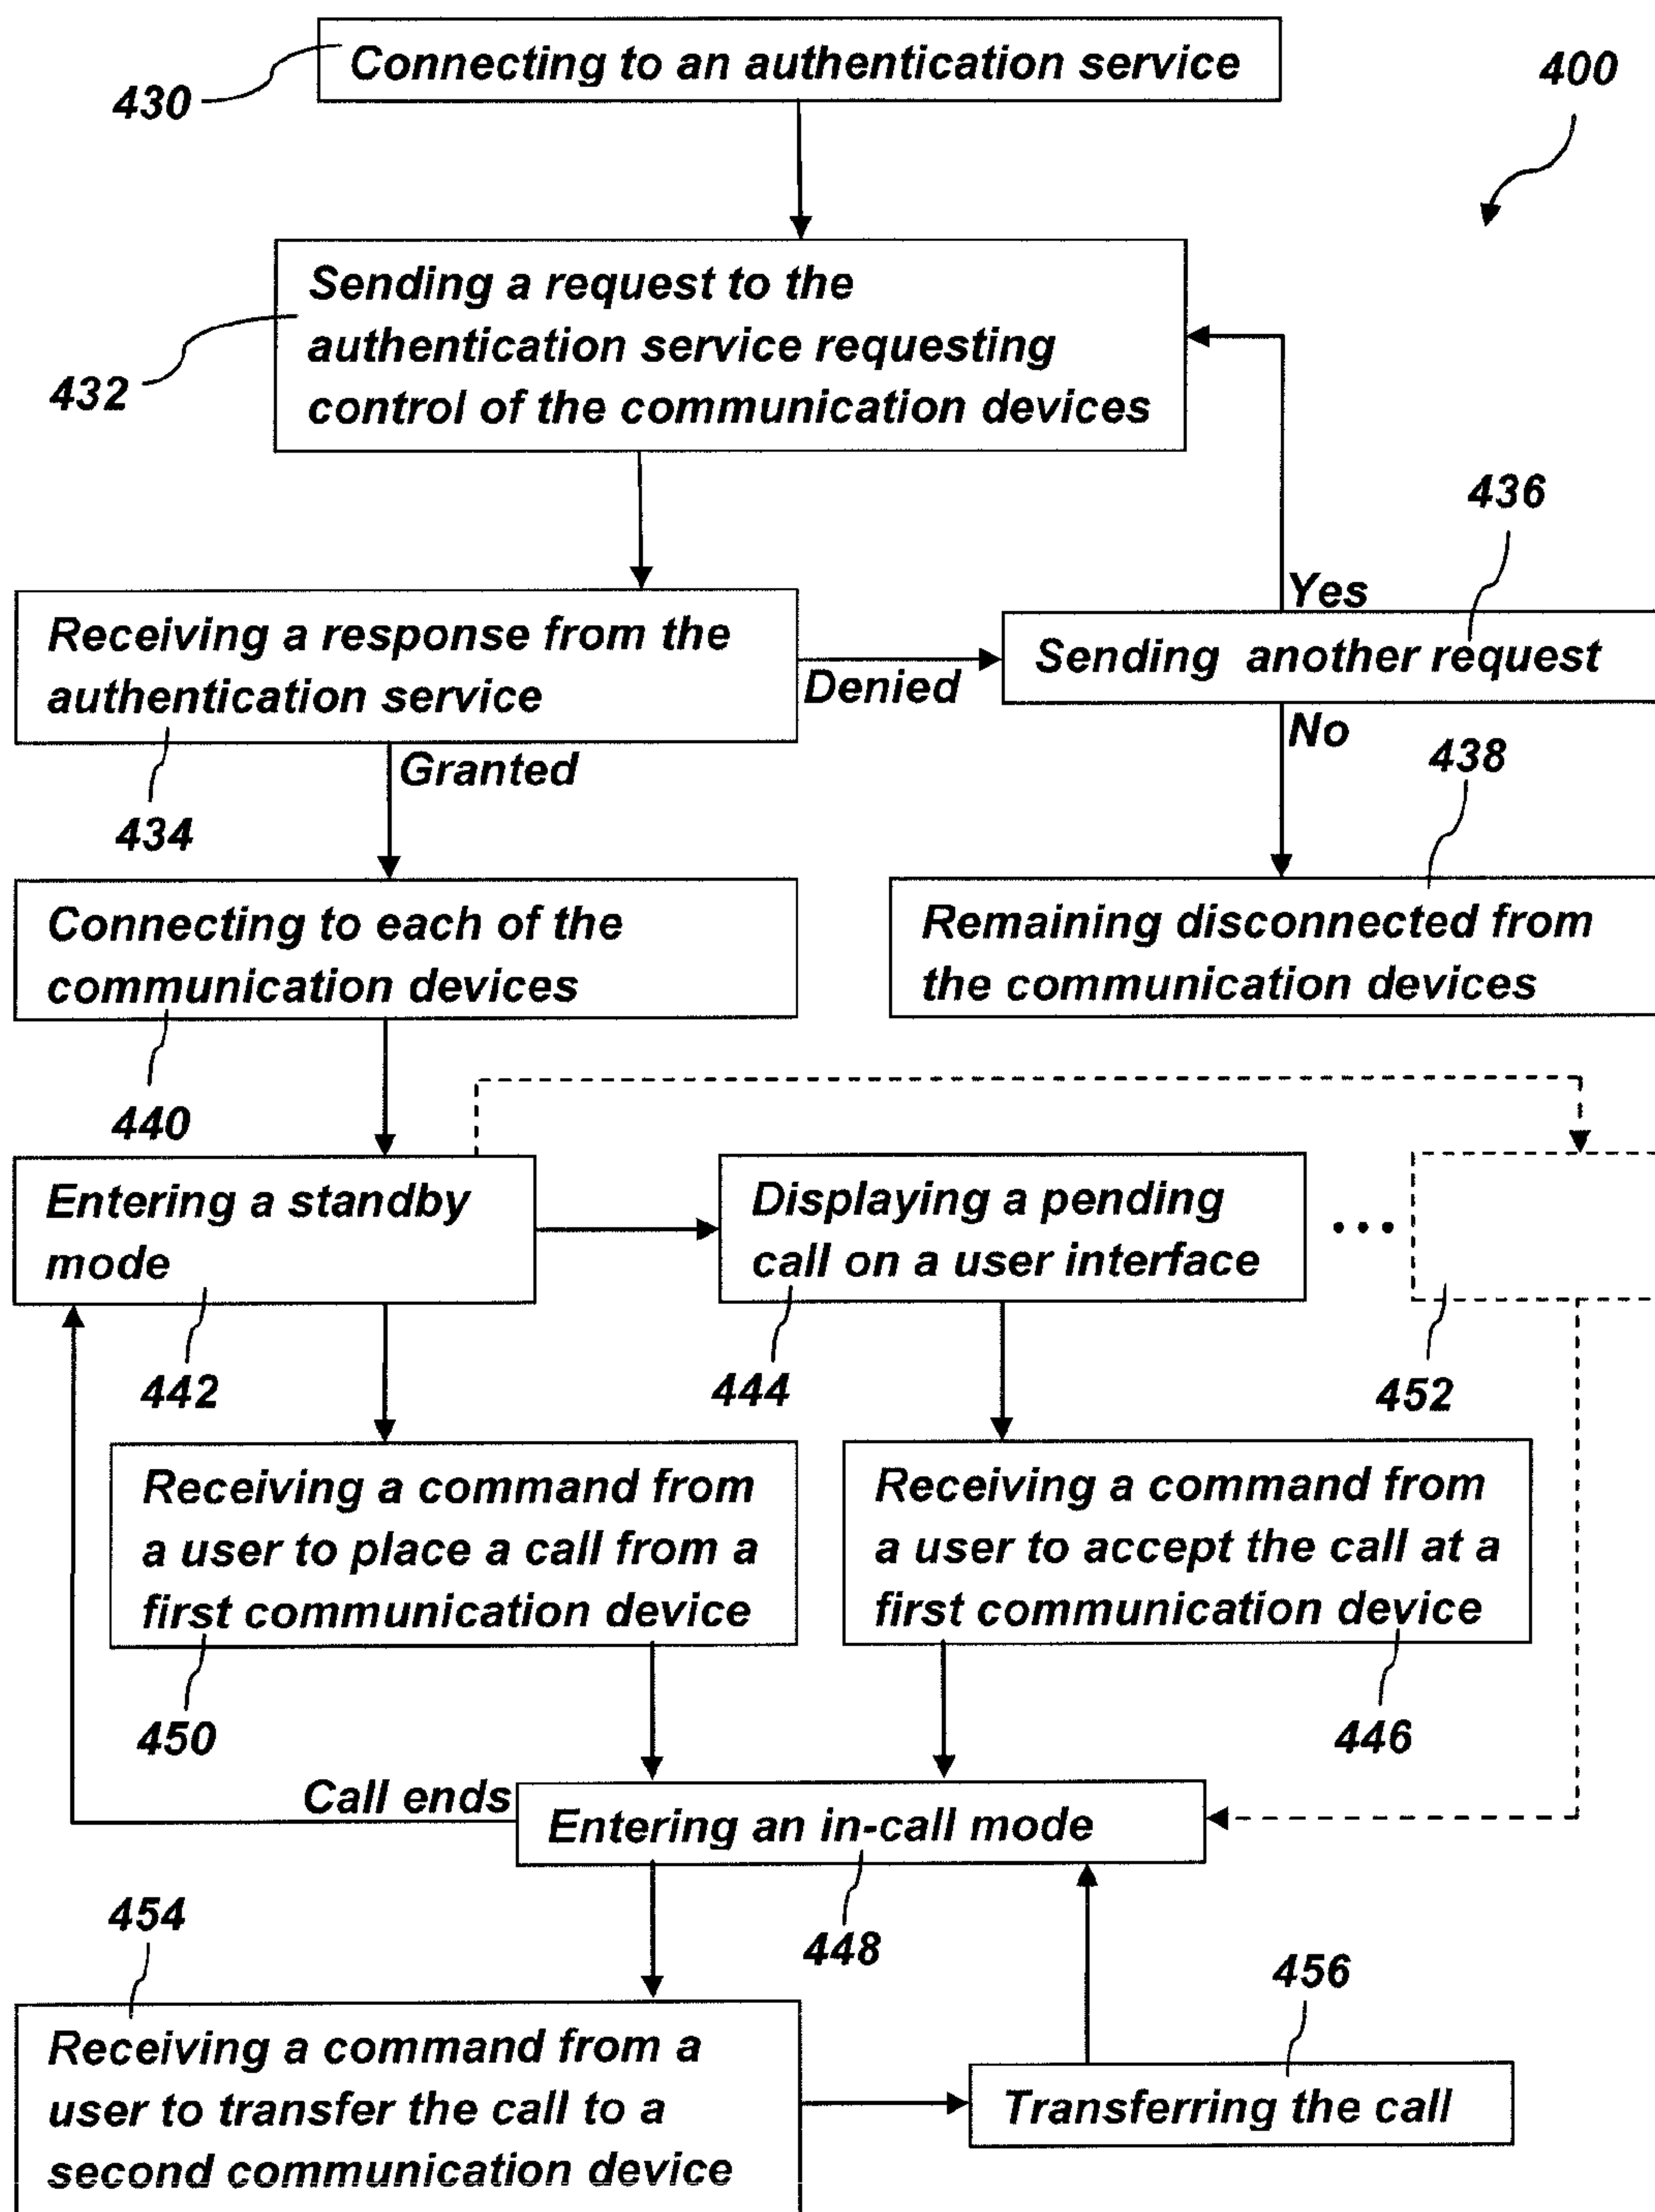 Connecting to an authentication service
430
400
Sending a request to the
authentication service requesting
control of the communication devices
432
436
Yes
Receiving a response from the
authentication service
Denied
Sending another request
No
Granted
434
438
Connecting to each of the
communication devices
Remaining disconnected from
the communication devices
440
Entering a standby
mode
Displaying a pending
call on a user interface
...
442
444
452
Receiving a command from
a user to place a call from a
first communication device
Receiving a command from
a user to accept the call at a
first communication device
450
446
Call ends
Entering an in-call mode
448
454
456
Receiving a command from a
user to transfer the call to a
second communication device
Transferring the call